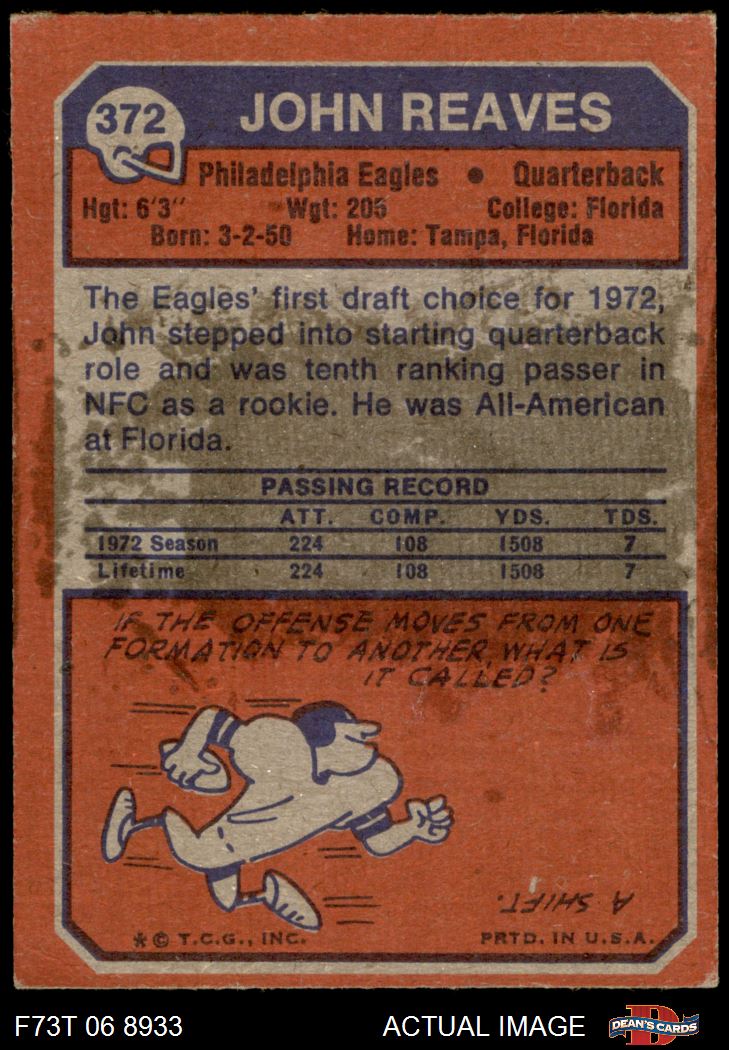 372
JOHN REAVES
Philadelphia Eagles • Quarterback
Hgt: 6'3" Wgt: 205 College: Florida
Born: 3-2-50 Home: Tampa, Florida
The Eagles' first draft choice for 1972,
John stepped into starting quarterback
role and was tenth ranking passer in
NFC as a rookie. He was All-American
at Florida.
PASSING RECORD
ATT. COMP. YDS. TDS.
1972 Season 224 108 1508 7
Lifetime 224 108 1508 7
IF THE OFFENSE MOVES FROM ONE
FORMATION TO ANOTHER, WHAT IS
IT CALLED?
A SHIFT.
* © T.C.G., INC. PRTD. IN U.S.A.
F73T 06 8933 ACTUAL IMAGE DEAN'S CARDS